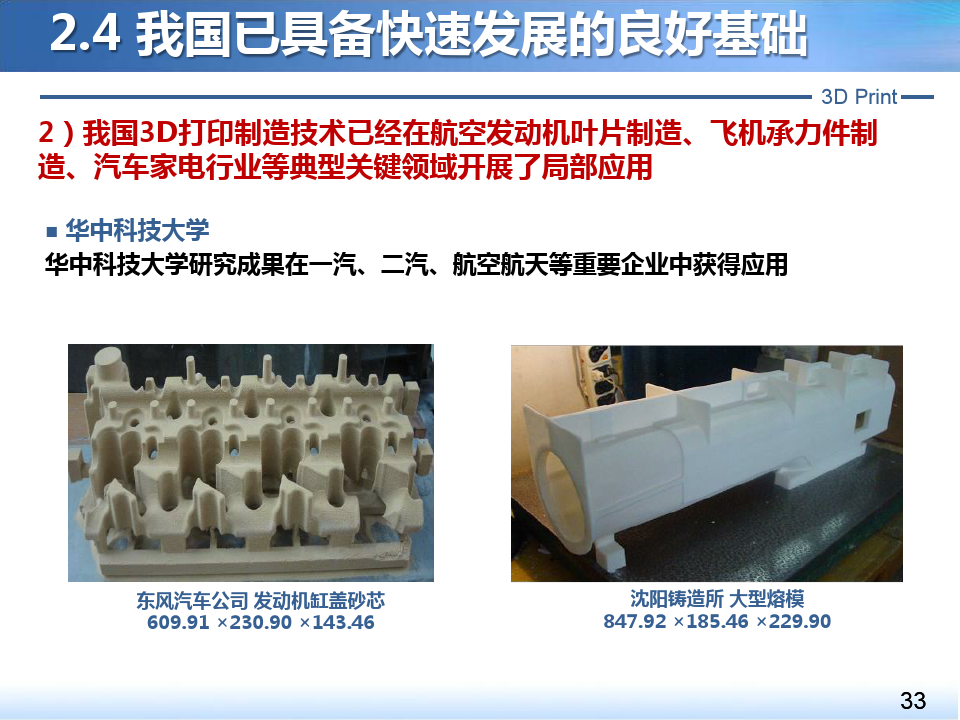 2.4 我国已具备快速发展的良好基础
3D Print
2）我国3D打印制造技术已经在航空发动机叶片制造、飞机承力件制
造、汽车家电行业等典型关键领域开展了局部应用
■ 华中科技大学
华中科技大学研究成果在一汽、二汽、航空航天等重要企业中获得应用
东风汽车公司 发动机缸盖砂芯
609.91 ×230.90 ×143.46
沈阳铸造所 大型熔模
847.92 ×185.46 ×229.90
33